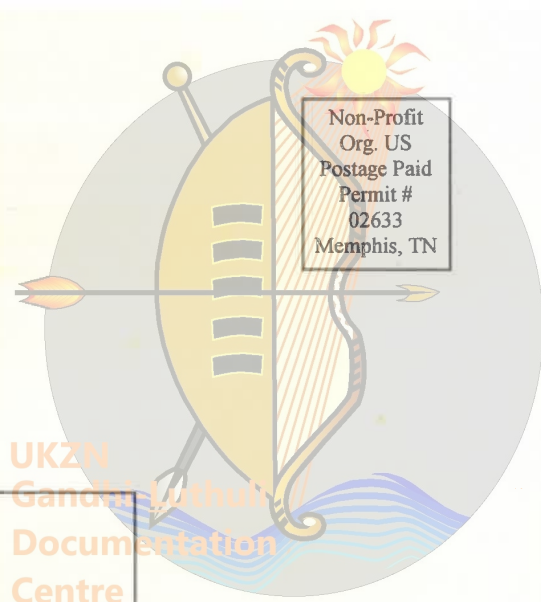 Non-Profit
Org. US
Postage Paid
Permit #
02633
Memphis, TN
UKZN
Gandhi Luthuli
Documentation
Centre